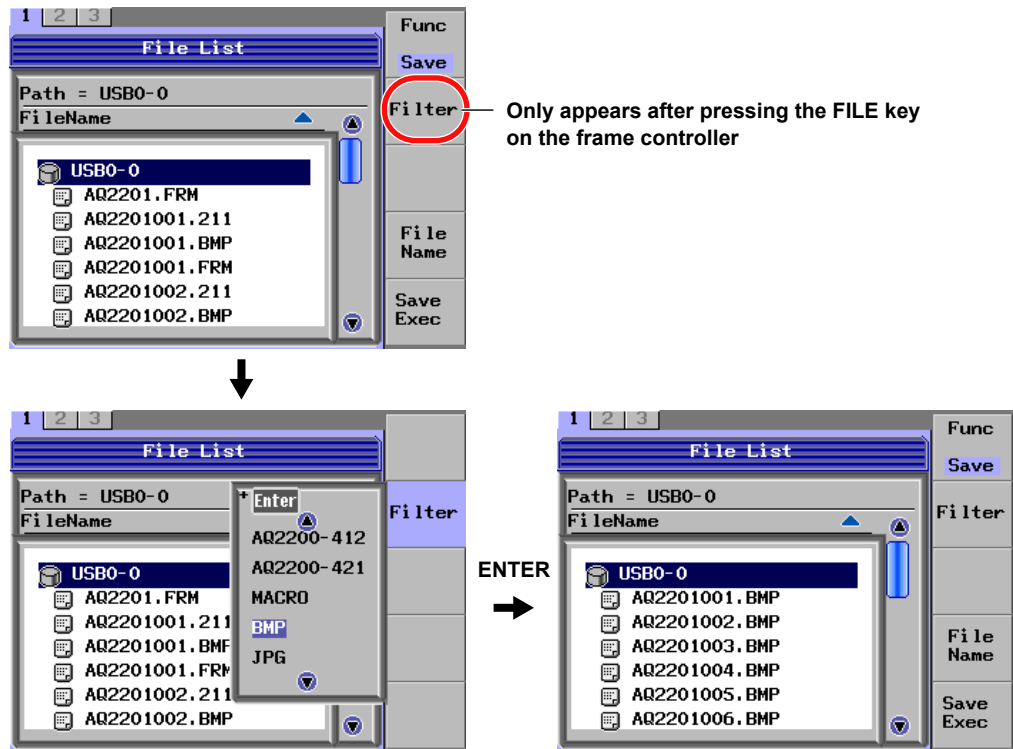 1 2 3
File List
Path = USB0-0
FileName
USB0-0
AQ2201.FRM
AQ2201001.211
AQ2201001.BMP
AQ2201001.FRM
AQ2201002.211
AQ2201002.BMP
Func
Save
Filter
File
Name
Save
Exec
Only appears after pressing the FILE key
on the frame controller
1 2 3
File List
Path = USB0-0
FileName
USB0-0
AQ2201.FRM
AQ2201001.211
AQ2201001.BMP
AQ2201001.FRM
AQ2201002.211
AQ2201002.BMP
Enter
AQ2200-412
AQ2200-421
MACRO
BMP
JPG
Filter
ENTER
1 2 3
File List
Path = USB0-0
FileName
USB0-0
AQ2201001.BMP
AQ2201002.BMP
AQ2201003.BMP
AQ2201004.BMP
AQ2201005.BMP
AQ2201006.BMP
Func
Save
Filter
File
Name
Save
Exec